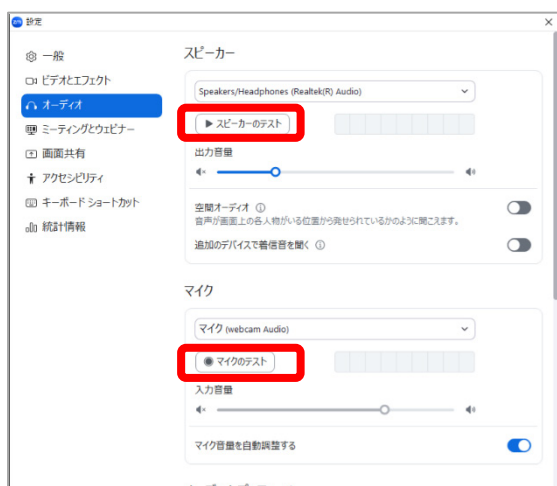 設定
一般
ビデオとエフェクト
オーディオ
ミーティングとウェビナー
画面共有
アクセシビリティ
キーボード ショートカット
統計情報
スピーカー
Speakers/Headphones (Realtek(R) Audio)
スピーカーのテスト
出力音量
空間オーディオ
音声が画面上の各人物がいる位置から発せられているかのように聞こえます。
追加のデバイスで着信音を聞く
マイク
マイク (webcam Audio)
マイクのテスト
入力音量
マイク音量を自動調整する